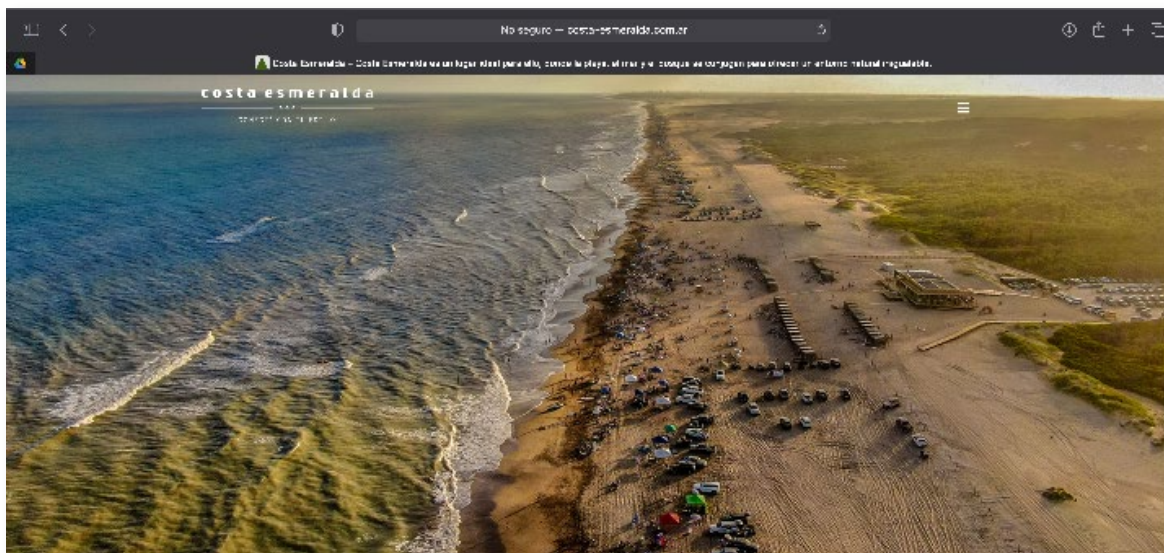 No seguro — costa-esmeralda.com.ar
Costa Esmeralda – Costa Esmeralda es un lugar ideal para ello, donde la playa, el mar y el bosque se conjugan para ofrecer un entorno natural inigualable.
costa esmeralda